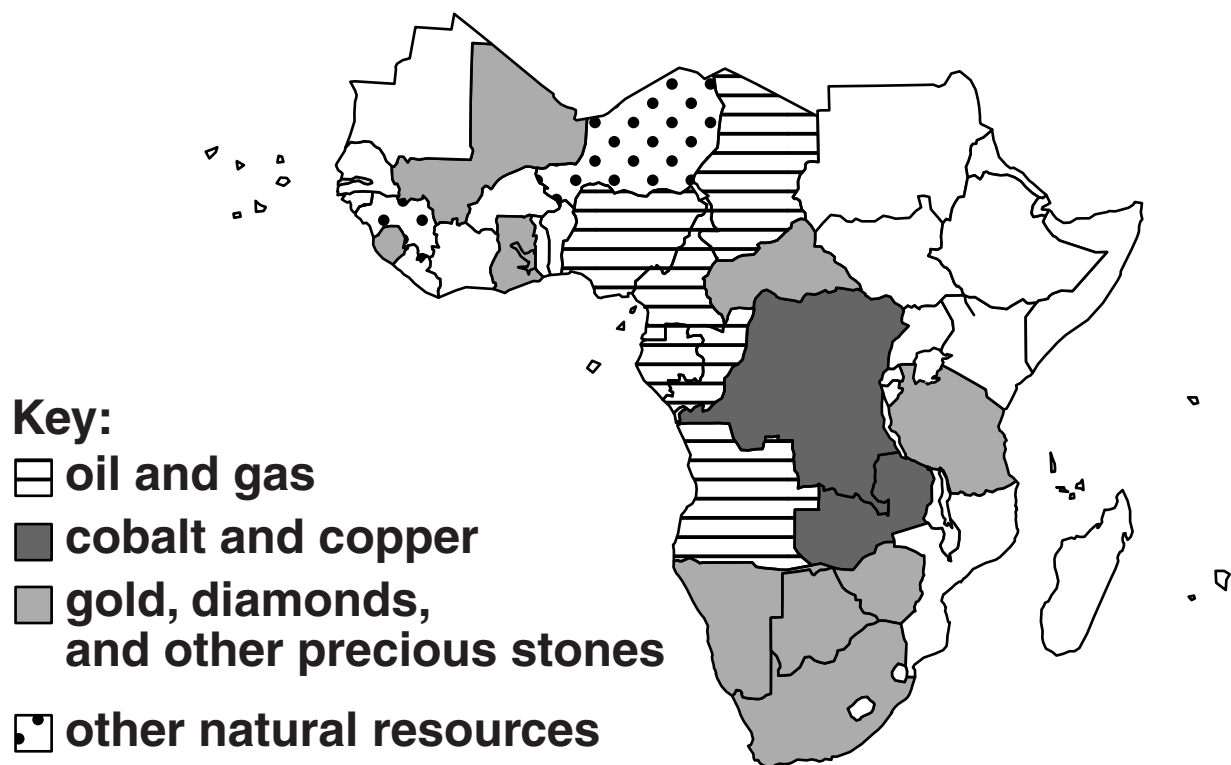 Key:
oil and gas
cobalt and copper
gold, diamonds,
and other precious stones
other natural resources